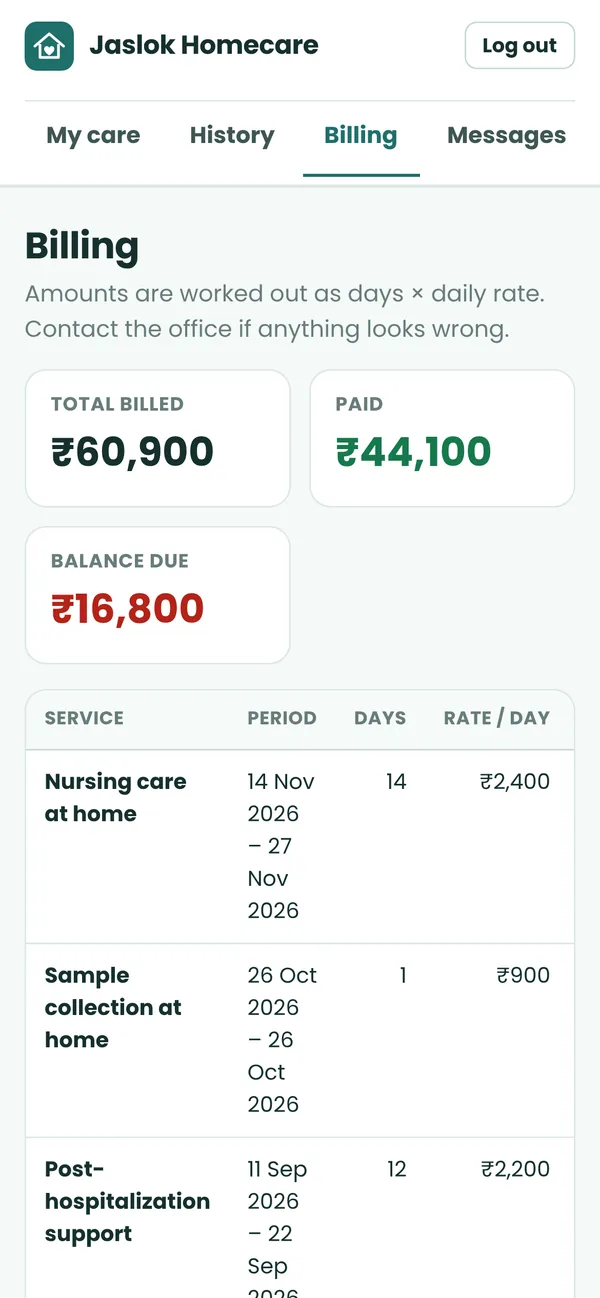 Jaslok Homecare
Log out
My care History Billing Messages
Billing
Amounts are worked out as days × daily rate.
Contact the office if anything looks wrong.
TOTAL BILLED
₹60,900
PAID
₹44,100
BALANCE DUE
₹16,800
SERVICE PERIOD DAYS RATE / DAY
Nursing care 14 Nov 14 ₹2,400
at home 2026
– 27
Nov
2026
Sample 26 Oct 1 ₹900
collection at 2026
home – 26
Oct
2026
Post- 11 Sep 12 ₹2,200
hospitalization 2026
support – 22
Sep
2026